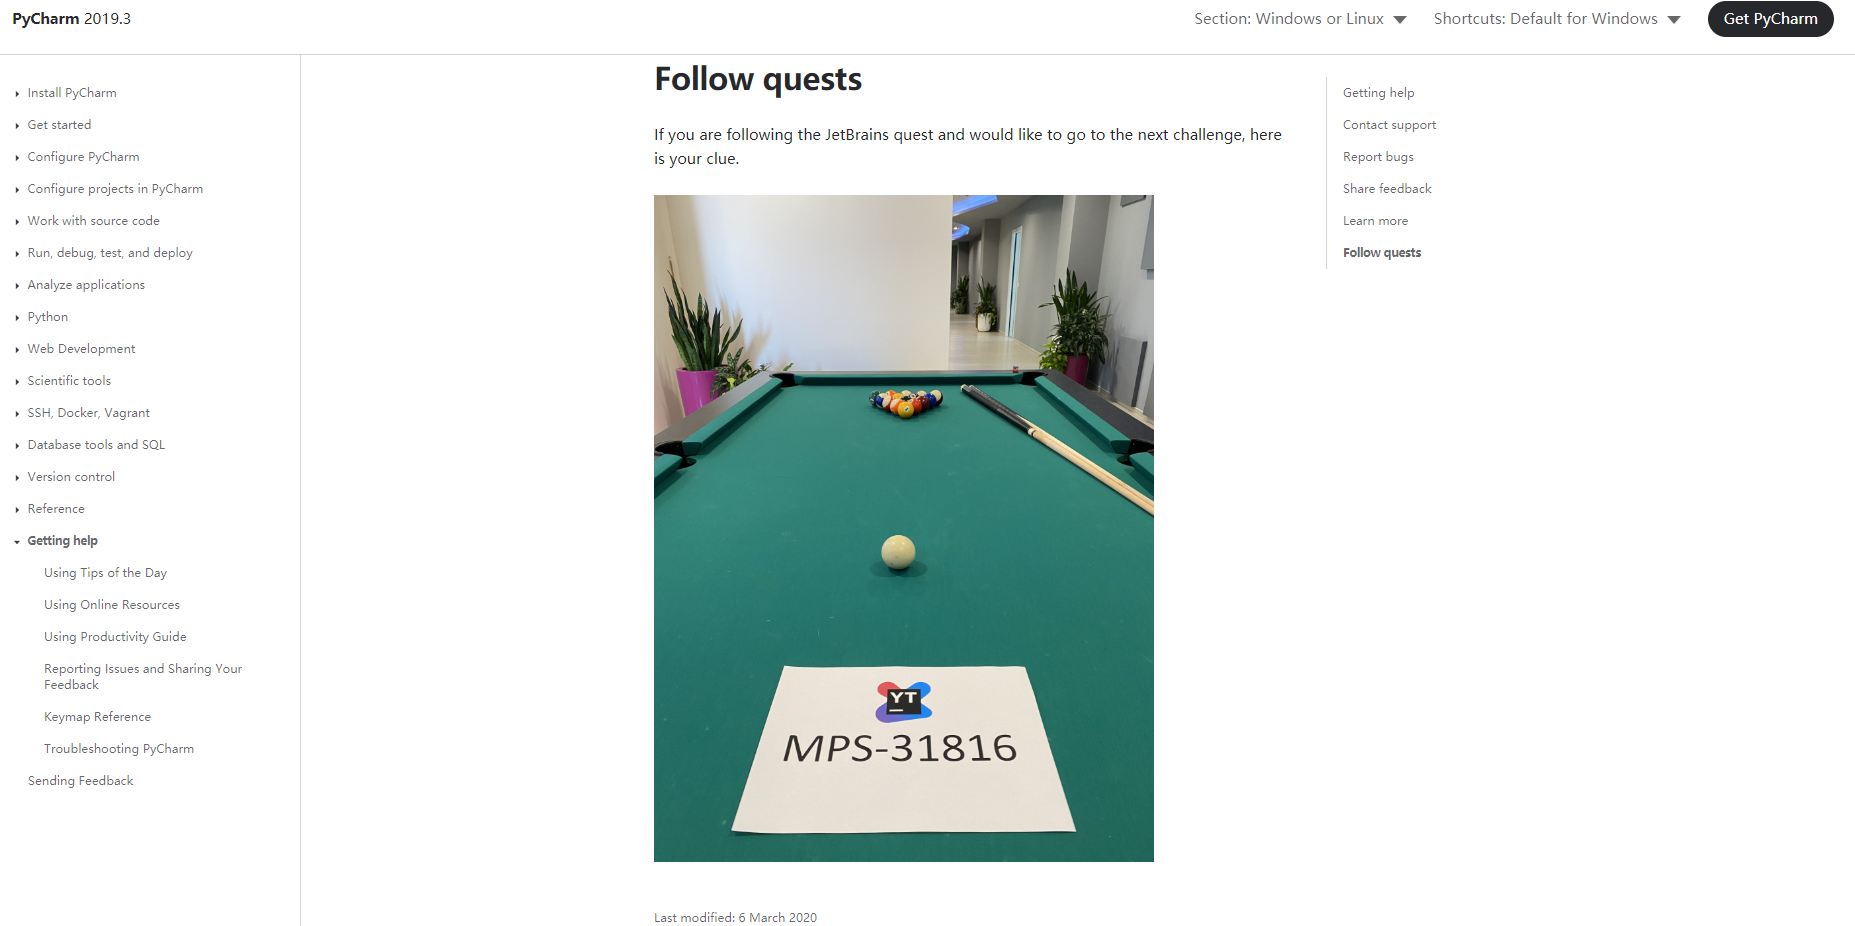 PyCharm 2019.3
Section: Windows or Linux
Shortcuts: Default for Windows
Get PyCharm
Install PyCharm
Get started
Configure PyCharm
Configure projects in PyCharm
Work with source code
Run, debug, test, and deploy
Analyze applications
Python
Web Development
Scientific tools
SSH, Docker, Vagrant
Database tools and SQL
Version control
Reference
Getting help
Using Tips of the Day
Using Online Resources
Using Productivity Guide
Reporting Issues and Sharing Your
Feedback
Keymap Reference
Troubleshooting PyCharm
Sending Feedback
Follow quests
If you are following the JetBrains quest and would like to go to the next challenge, here
is your clue.
YT
MPS-31816
Last modified: 6 March 2020
Getting help
Contact support
Report bugs
Share feedback
Learn more
Follow quests